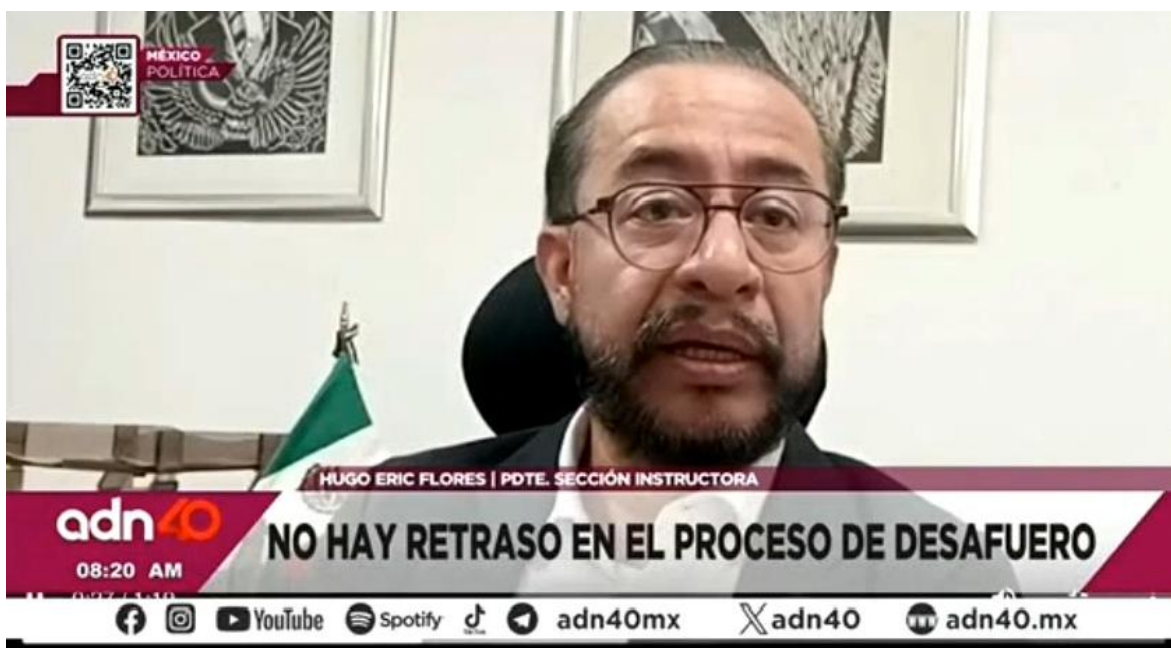 MÉXICO
POLÍTICA
HUGO ERIC FLORES | PDTE. SECCIÓN INSTRUCTORA
adn40
NO HAY RETRASO EN EL PROCESO DE DESAFUERO
08:20 AM
YouTube Spotify adn40mx adn40 adn40.mx